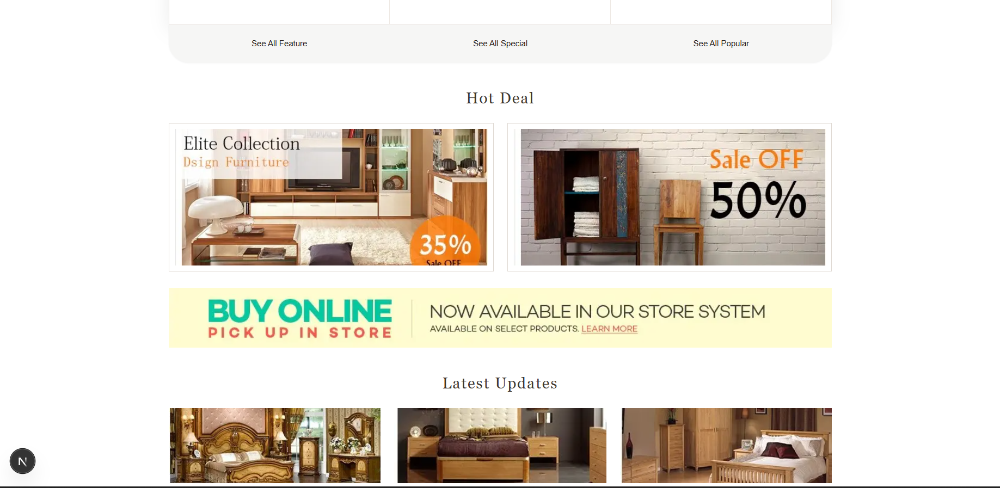 See All Feature
See All Special
See All Popular
Hot Deal
Elite Collection
Dsign Furniture
35%
Sale OFF
Sale OFF
50%
BUY ONLINE
PICK UP IN STORE
NOW AVAILABLE IN OUR STORE SYSTEM
AVAILABLE ON SELECT PRODUCTS. LEARN MORE
Latest Updates
N